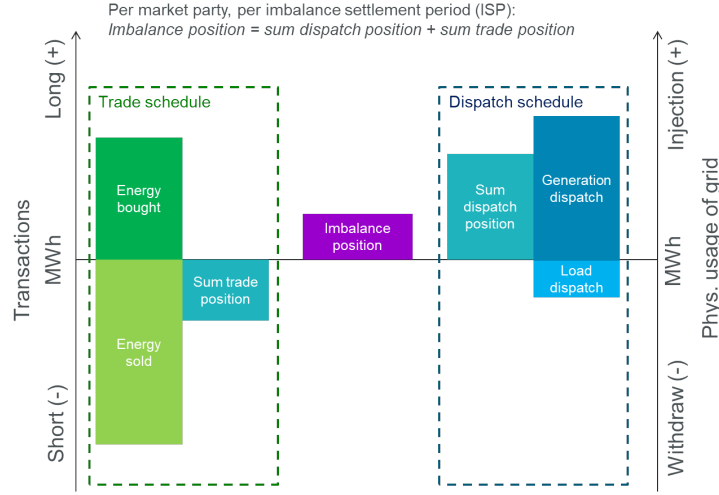 Per market party, per imbalance settlement period (ISP):
Imbalance position = sum dispatch position + sum trade position
Long (+)
Injection (+)
Trade schedule
Dispatch schedule
Energy
bought
Sum
dispatch
position
Generation
dispatch
Imbalance
position
Transactions
MWh
MWh
Phys. usage of grid
Sum trade
position
Load
dispatch
Energy
sold
Short (-)
Withdraw (-)